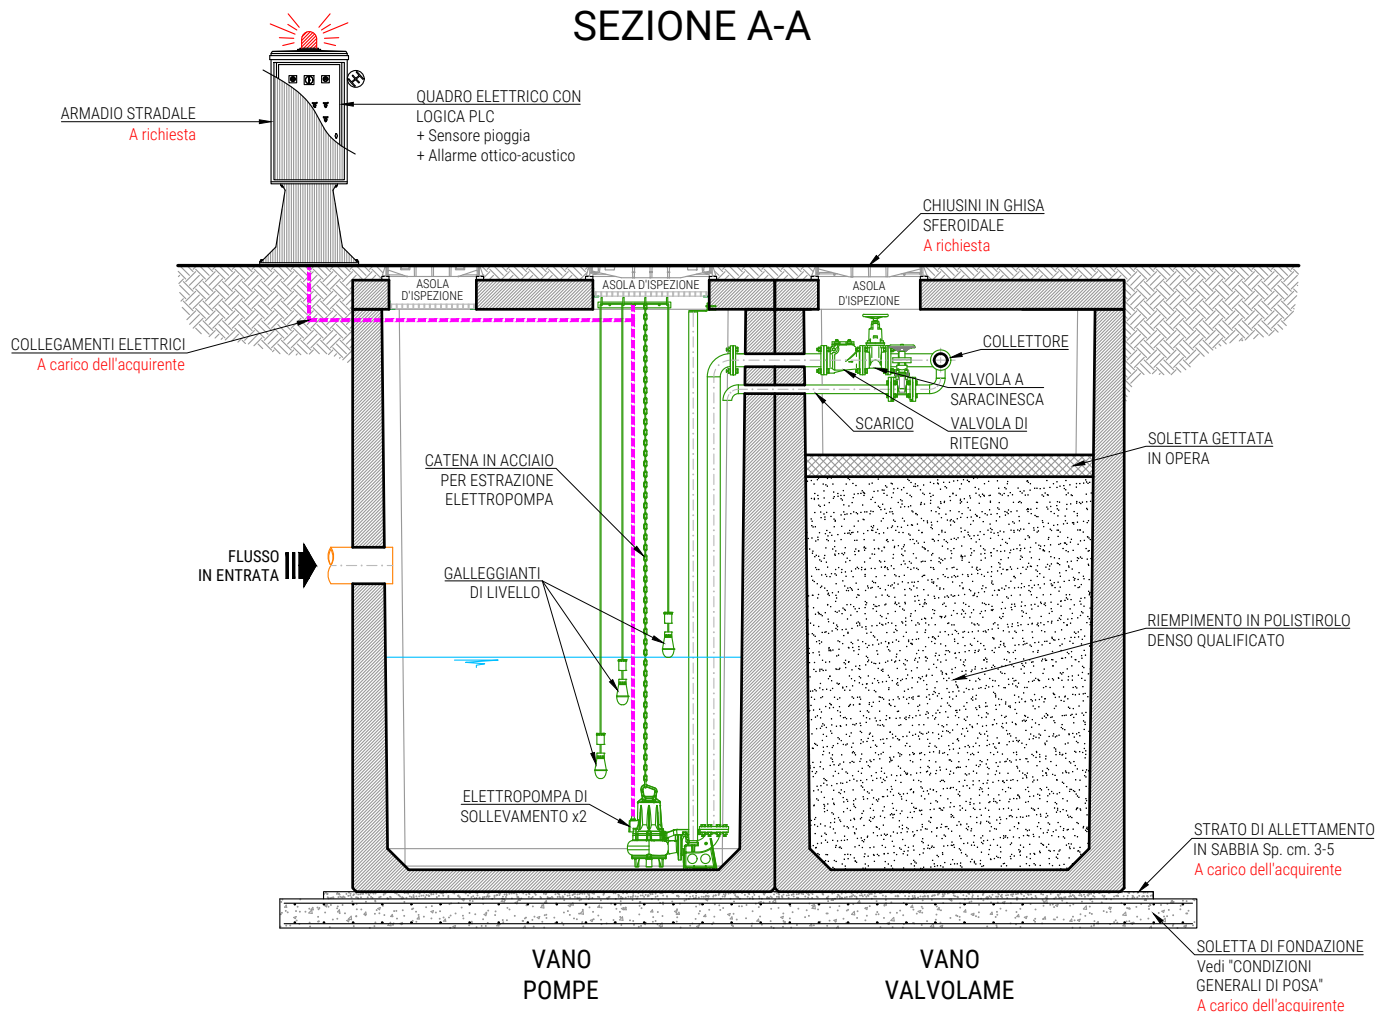 SEZIONE A-A
ARMADIO STRADALE
A richiesta
QUADRO ELETTRICO CON
LOGICA PLC
+ Sensore pioggia
+ Allarme ottico-acustico
CHIUSINI IN GHISA
SFEROIDALE
A richiesta
ASOLA
D'ISPEZIONE
ASOLA D'ISPEZIONE
ASOLA
D'ISPEZIONE
COLLEGAMENTI ELETTRICI
A carico dell'acquirente
COLLETTORE
VALVOLA A
SARACINESCA
SCARICO
VALVOLA DI
RITEGNO
SOLETTA GETTATA
IN OPERA
CATENA IN ACCIAIO
PER ESTRAZIONE
ELETTROPOMPA
FLUSSO
IN ENTRATA
GALLEGGIANTI
DI LIVELLO
RIEMPIMENTO IN POLISTIROLO
DENSO QUALIFICATO
ELETTROPOMPA DI
SOLLEVAMENTO x2
STRATO DI ALLETTAMENTO
IN SABBIA Sp. cm. 3-5
A carico dell'acquirente
VANO
POMPE
VANO
VALVOLAME
SOLETTA DI FONDAZIONE
Vedi "CONDIZIONI
GENERALI DI POSA"
A carico dell'acquirente